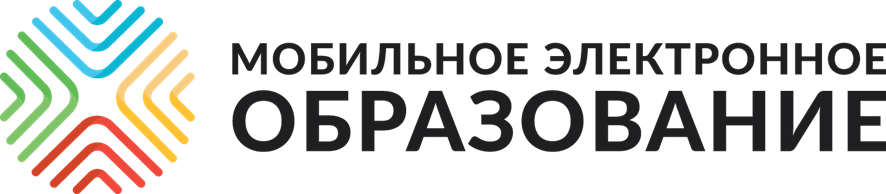 МОБИЛЬНОЕ ЭЛЕКТРОННОЕ
ОБРАЗОВАНИЕ